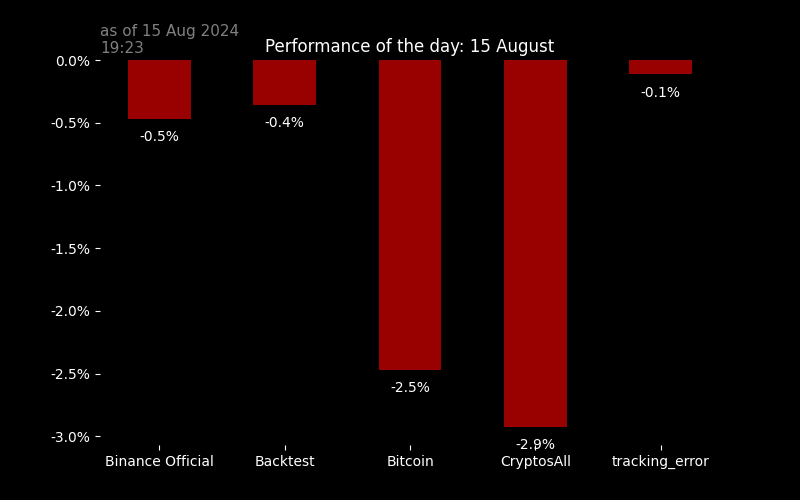 as of 15 Aug 2024
19:23
Performance of the day: 15 August
0.0%
-0.5%
-1.0%
-1.5%
-2.0%
-2.5%
-3.0%
-0.5%
-0.4%
-2.5%
-2.9%
-0.1%
Binance Official
Backtest
Bitcoin
CryptosAll
tracking_error